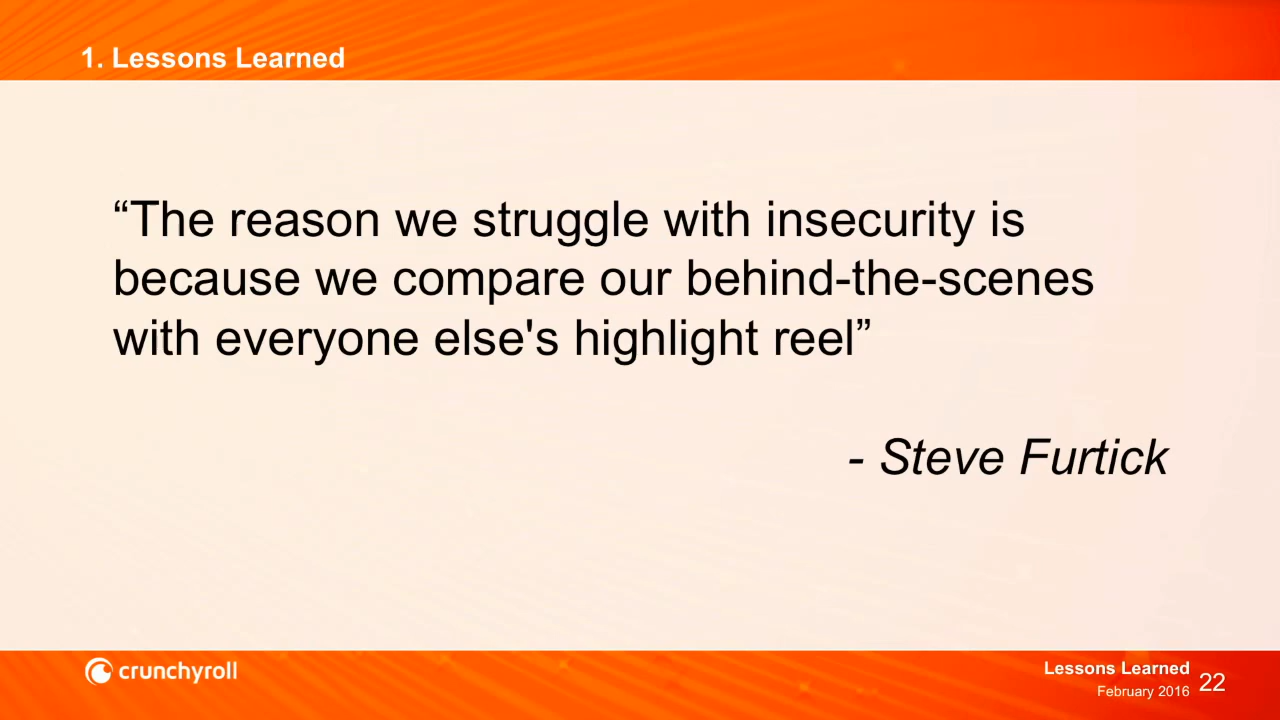 1. Lessons Learned
“The reason we struggle with insecurity is
because we compare our behind-the-scenes
with everyone else's highlight reel”
- Steve Furtick
crunchyroll
Lessons Learned
February 2016
22